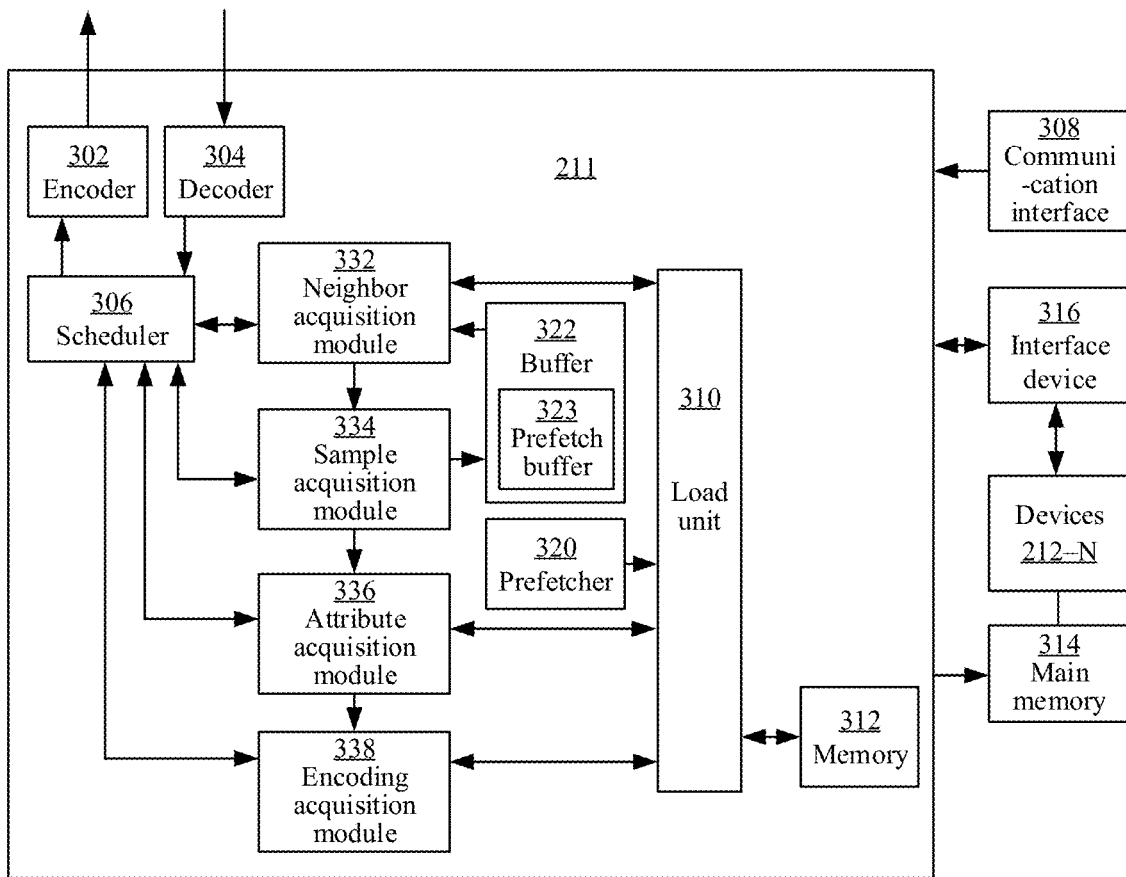 302
Encoder
304
Decoder
211
308
Communi
-cation
interface
306
Scheduler
332
Neighbor
acquisition
module
322
Buffer
323
Prefetch
buffer
310
Load
unit
316
Interface
device
334
Sample
acquisition
module
320
Prefetcher
Devices
212–N
336
Attribute
acquisition
module
314
Main
memory
312
Memory
338
Encoding
acquisition
module